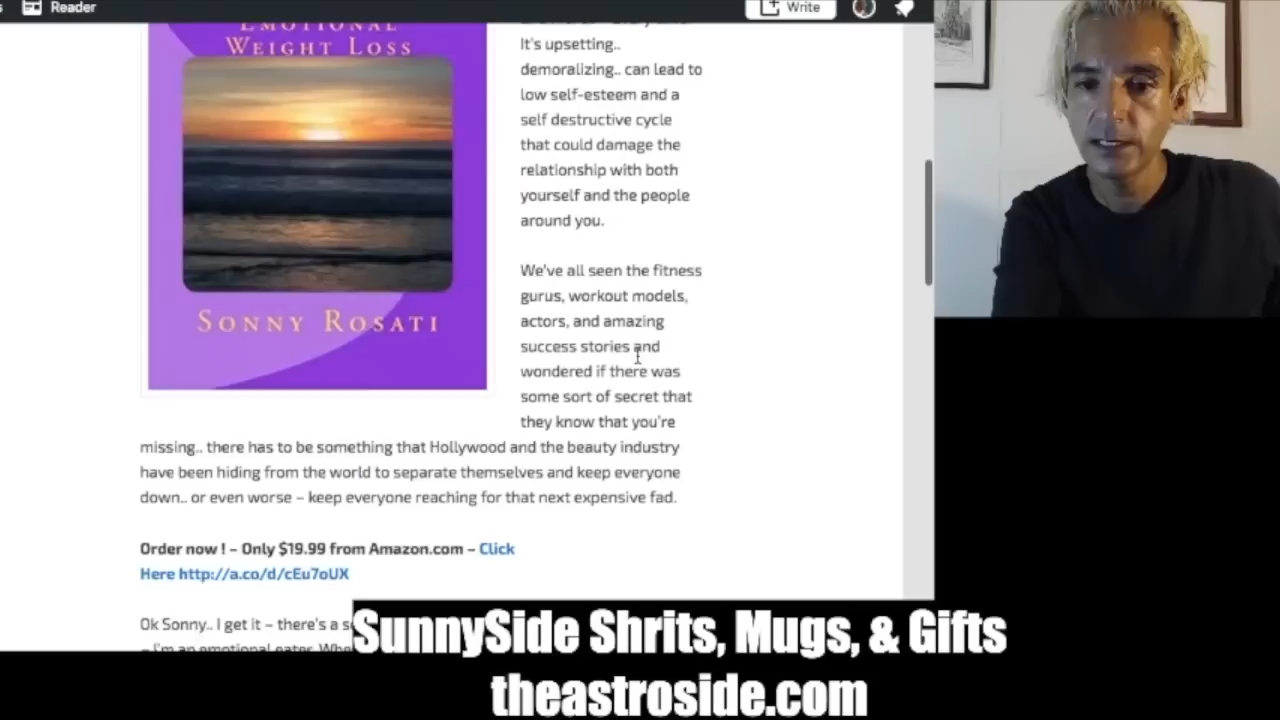 Reader
Write
EMOTIONAL
WEIGHT LOSS
SONNY ROSATI
It's upsetting..
demoralizing.. can lead to
low self-esteem and a
self destructive cycle
that could damage the
relationship with both
yourself and the people
around you.
We've all seen the fitness
gurus, workout models,
actors, and amazing
success stories and
wondered if there was
some sort of secret that
they know that you're
missing.. there has to be something that Hollywood and the beauty industry
have been hiding from the world to separate themselves and keep everyone
down.. or even worse – keep everyone reaching for that next expensive fad.
Order now ! – Only $19.99 from Amazon.com – Click
Here http://a.co/d/cEu7oUX
Ok Sonny.. I get it – there's a s
– I'm an emotional eater. Whe
SunnySide Shrits, Mugs, & Gifts
theastroside.com